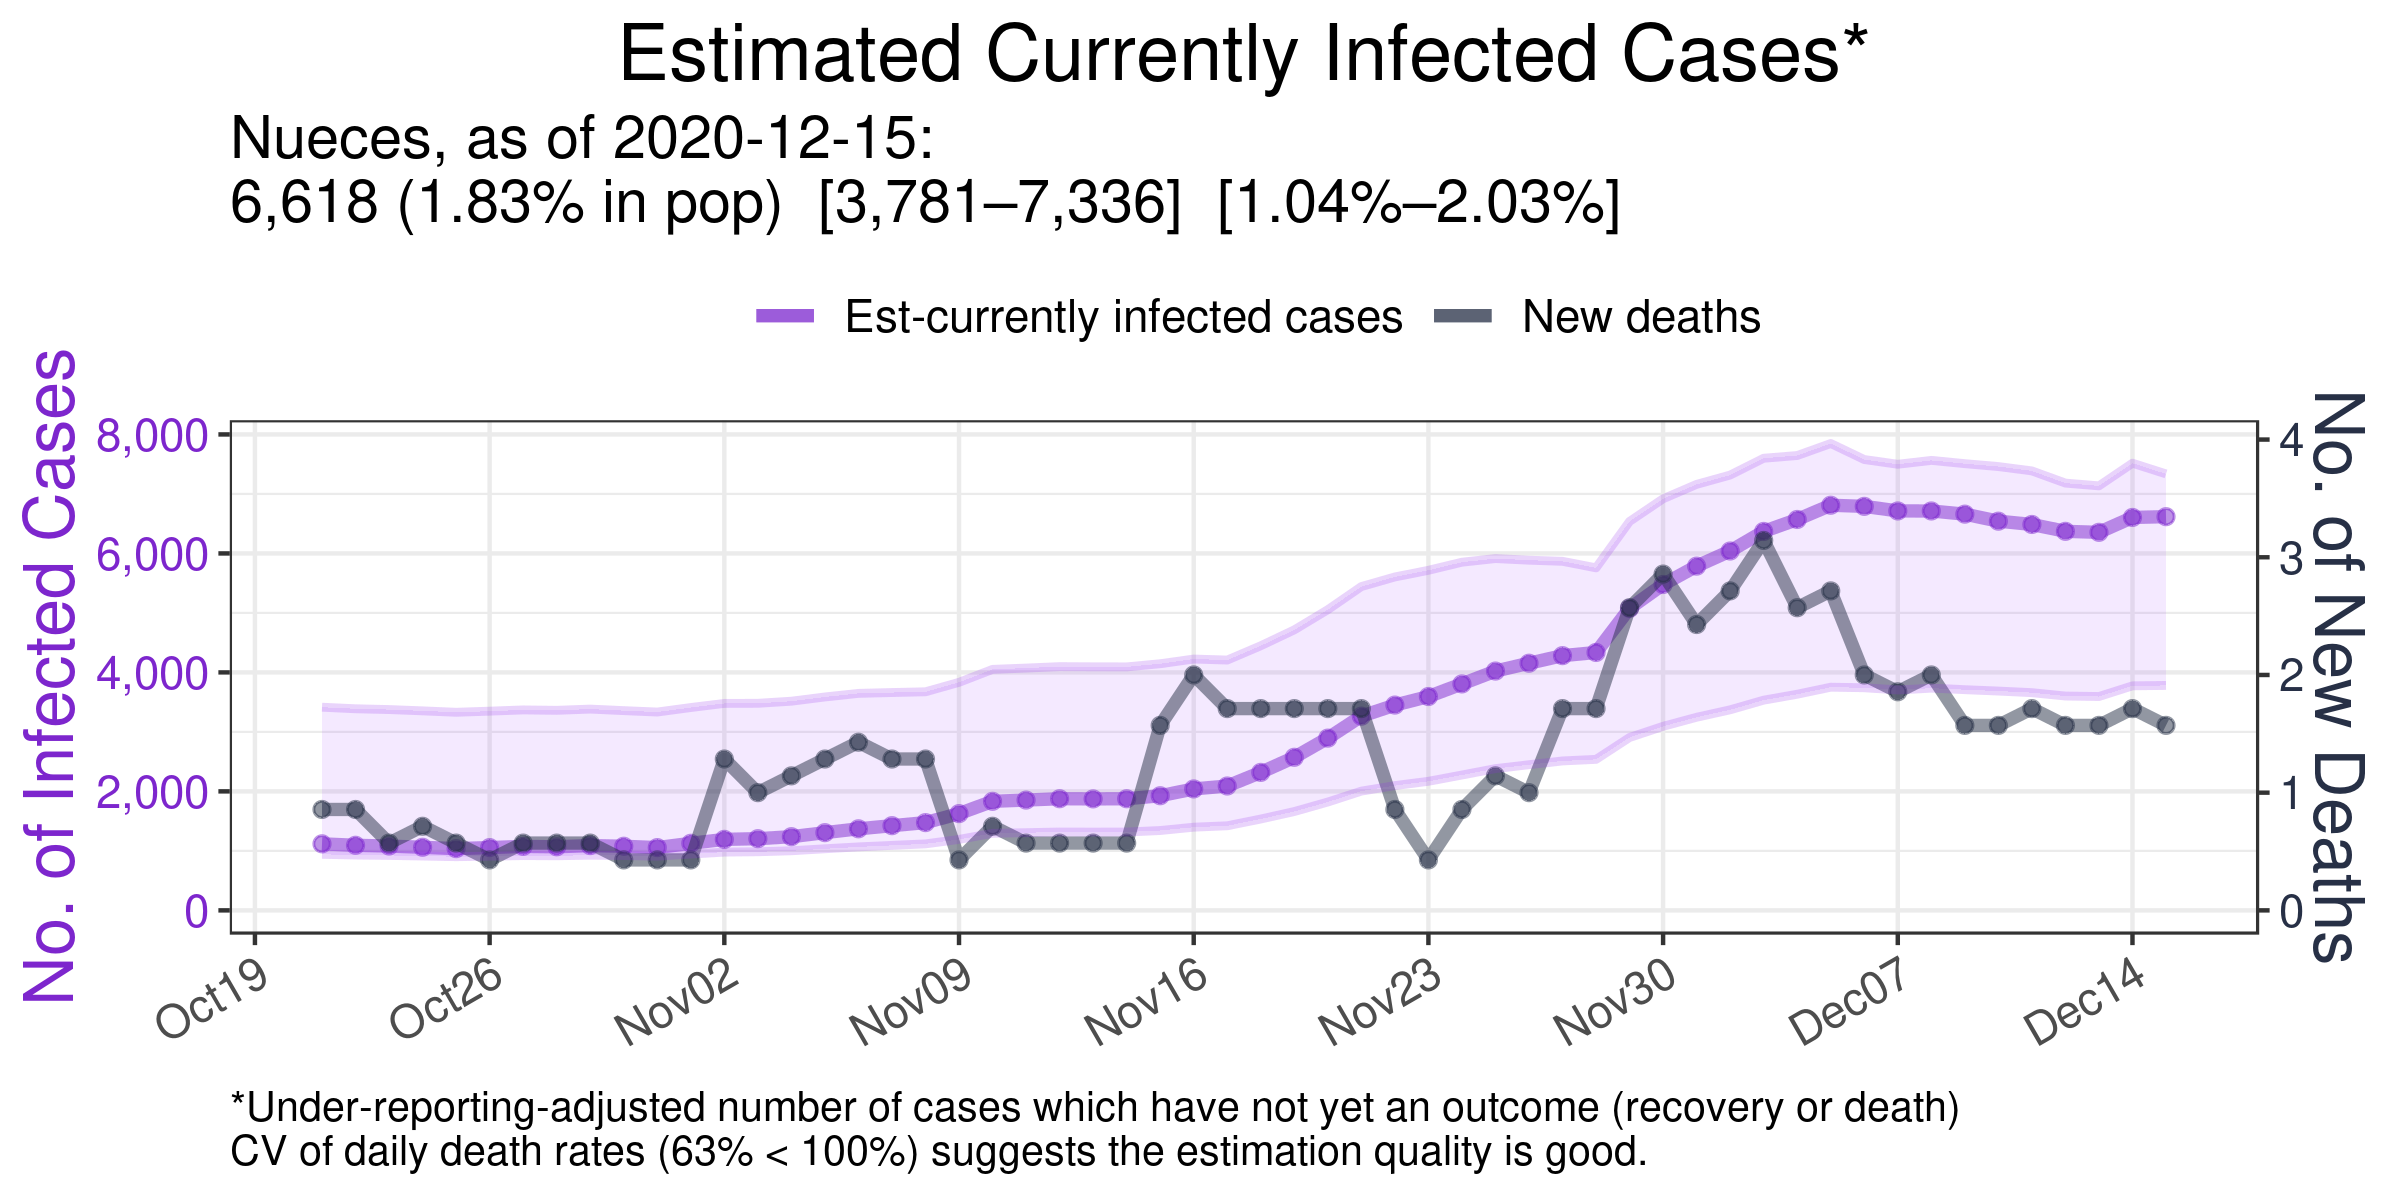 Estimated Currently Infected Cases*
Nueces, as of 2020-12-15:
6,618 (1.83% in pop)  [3,781–7,336]  [1.04%–2.03%]
Est-currently infected cases
New deaths
No. of Infected Cases
8,000
6,000
4,000
2,000
0
4
3
2
1
0
No. of New Deaths
Oct19
Oct26
Nov02
Nov09
Nov16
Nov23
Nov30
Dec07
Dec14
*Under-reporting-adjusted number of cases which have not yet an outcome (recovery or death)
CV of daily death rates (63% < 100%) suggests the estimation quality is good.